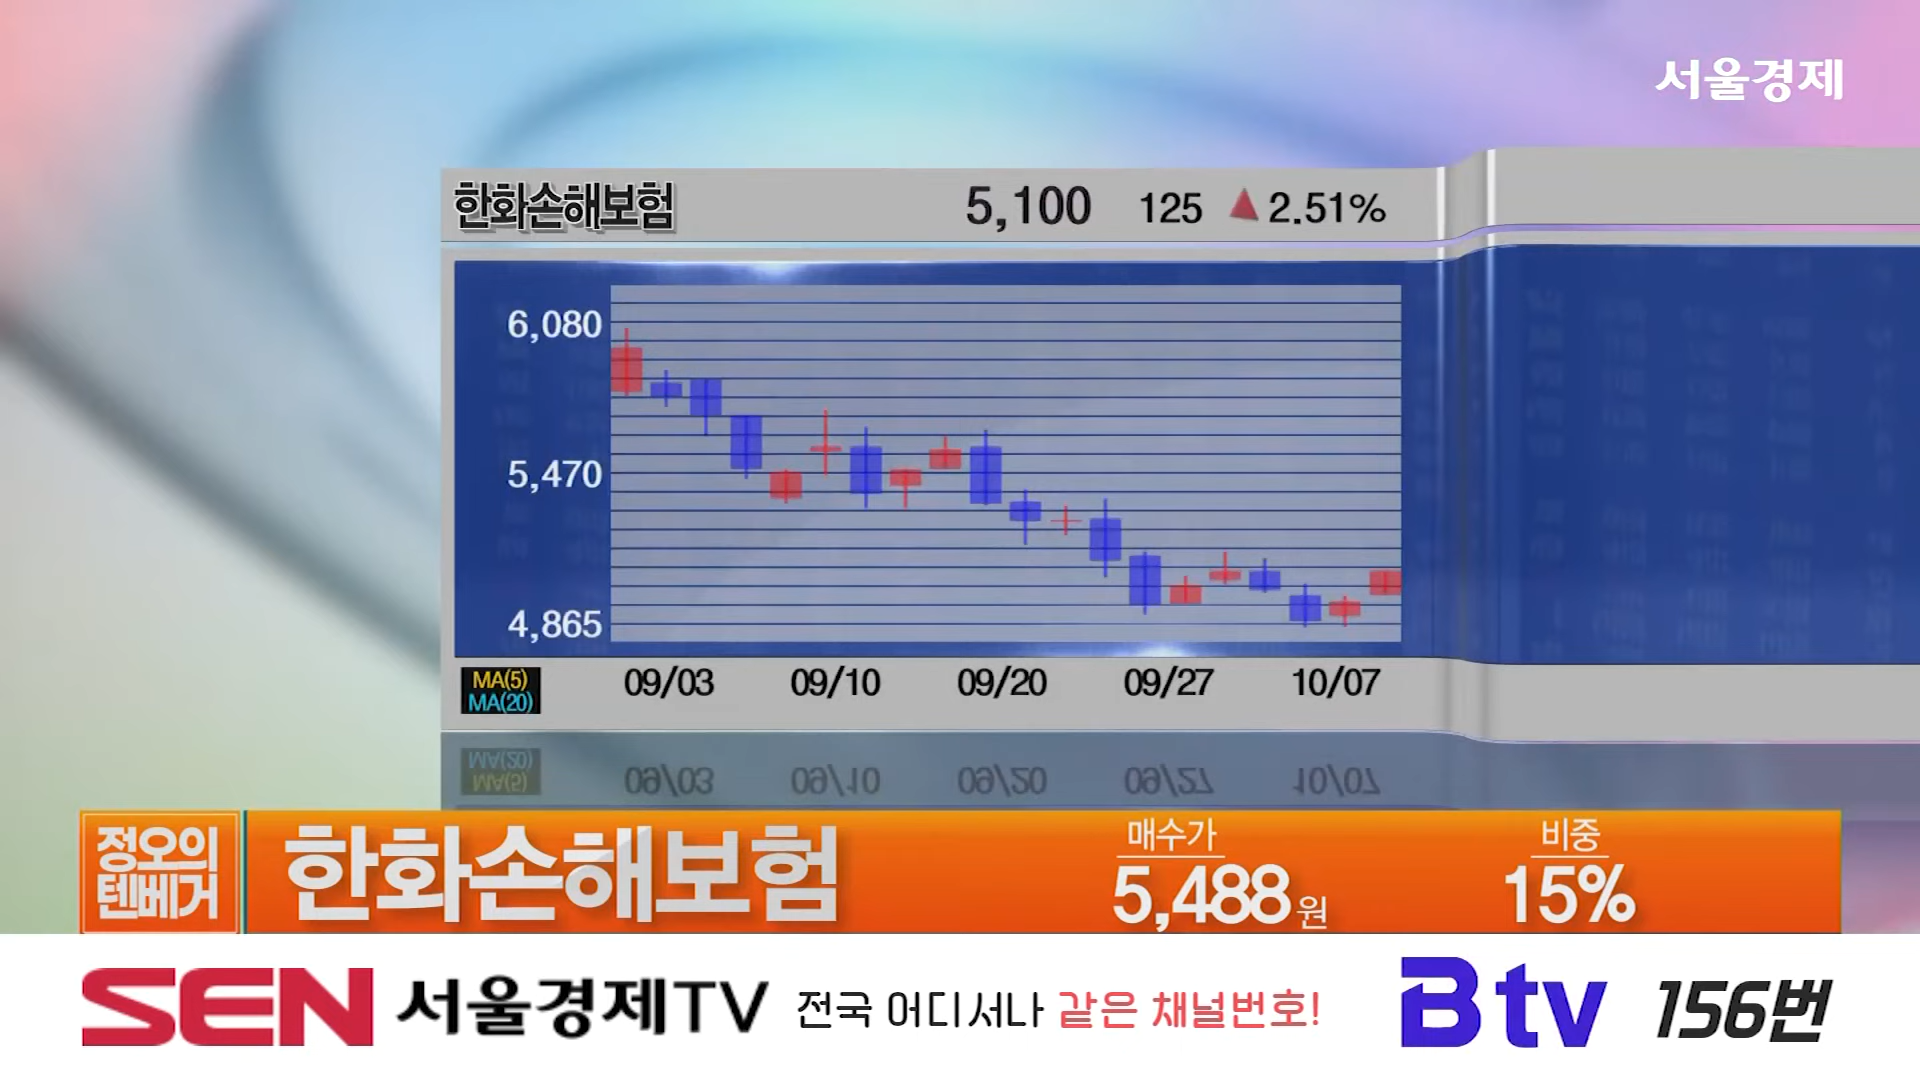 서울경제
한화손해보험 5,100 125 ▲ 2.51%
6,080
5,470
4,865
MA(5)
MA(20)
09/03 09/10 09/20 09/27 10/07
정오의
텐베거
한화손해보험
매수가
5,488원
비중
15%
SEN 서울경제TV 전국 어디서나 같은 채널번호! B tv 156번